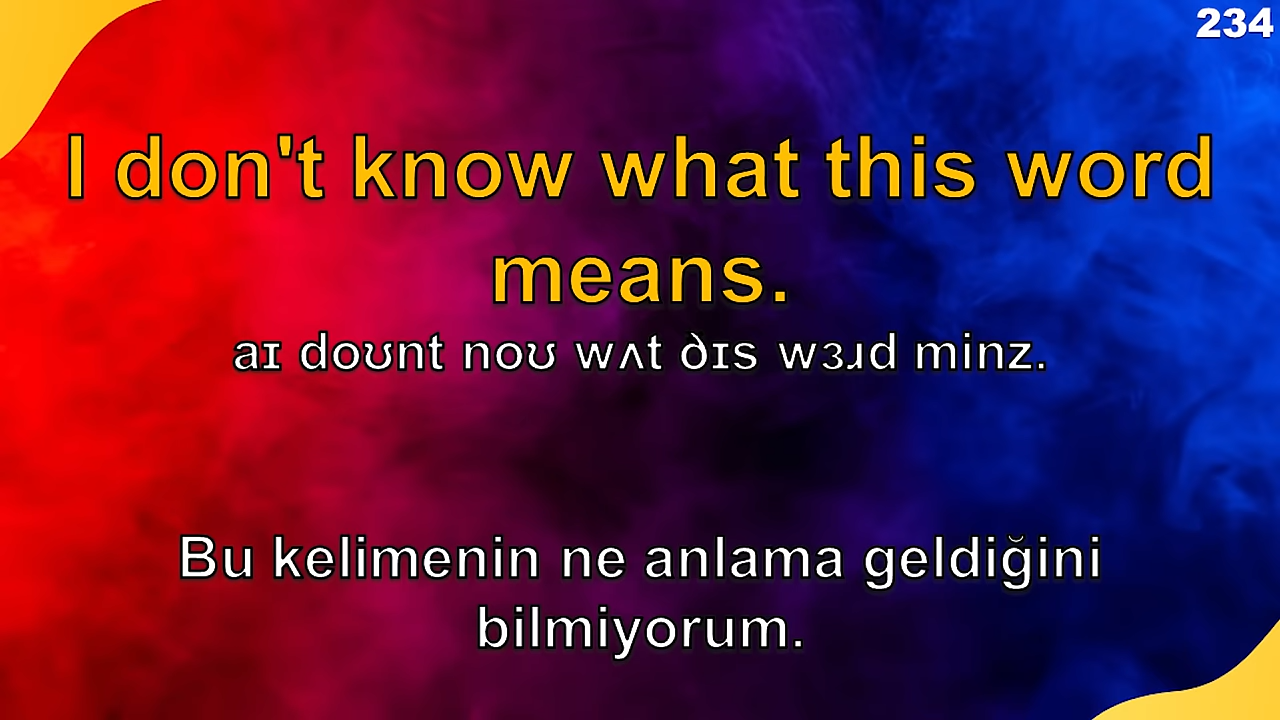 234
I don't know what this word
means.
aɪ doʊnt noʊ wʌt ðɪs wɜɹd minz.
Bu kelimenin ne anlama geldiğini
bilmiyorum.